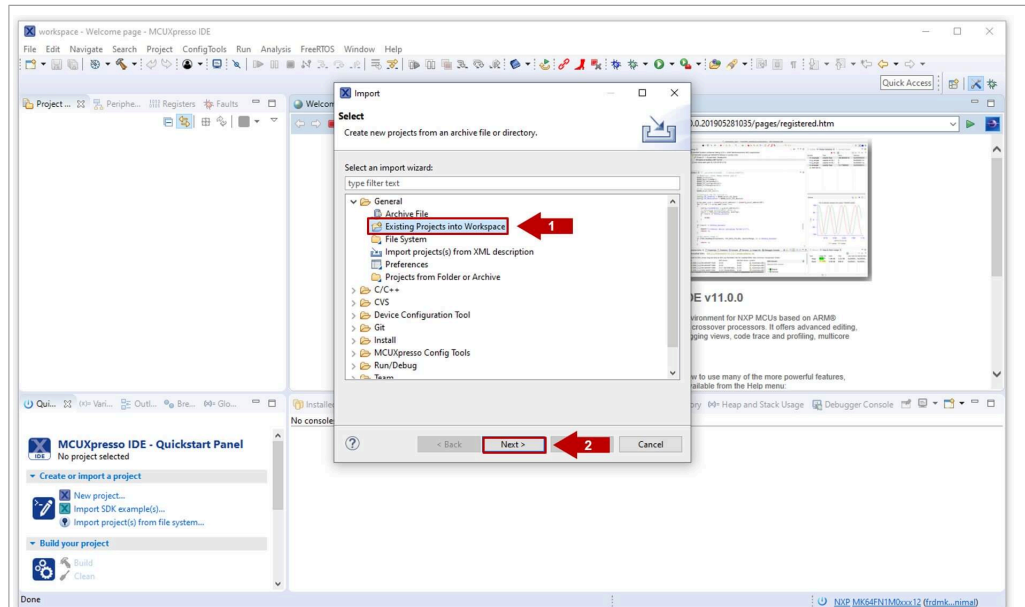 workspace - Welcome page - MCUXpresso IDE
File Edit Navigate Search Project ConfigTools Run Analysis FreeRTOS Window Help
Quick Access
Project ... Periphe... Registers Faults
Welcom
.0.201905281035/pages/registered.htm
Import
Select
Create new projects from an archive file or directory.
Select an import wizard:
type filter text
General
Archive File
Existing Projects into Workspace
1
File System
Import projects(s) from XML description
Preferences
Projects from Folder or Archive
C/C++
CVS
Device Configuration Tool
Git
Install
MCUXpresso Config Tools
Run/Debug
Team
< Back
Next >
2
Cancel
DE v11.0.0
vironment for NXP MCUs based on ARM®
crossover processors. It offers advanced editing,
gging views, code trace and profiling, multicore
w to use many of the more powerful features,
vailable from the Help menu:
Qui... (x)= Vari... Outl... Bre... Glo...
Installe
ory Heap and Stack Usage Debugger Console
No console
IDE
MCUXpresso IDE - Quickstart Panel
No project selected
Create or import a project
New project...
Import SDK example(s)...
Import project(s) from file system...
Build your project
Build
Clean
Done
NXP MK64FN1M0xxx12 (frdmk...nimal)